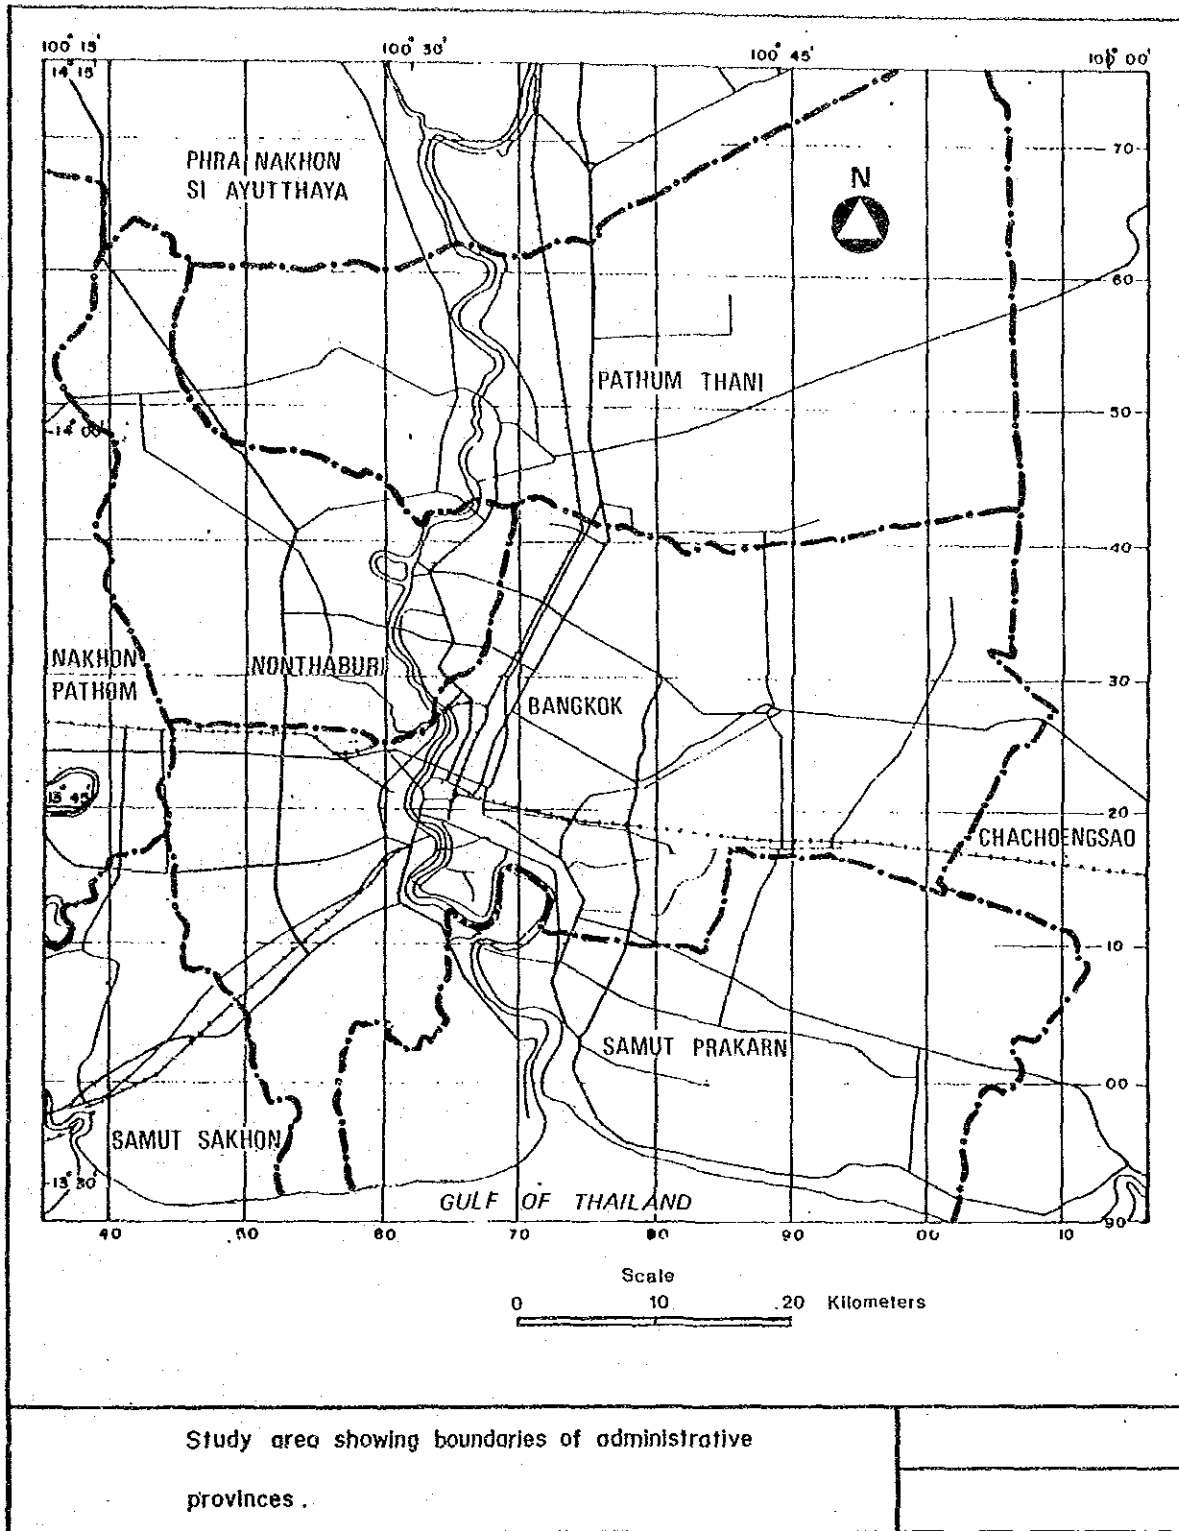 100° 15' 100° 30' 100° 45' 101° 00'
14° 15'
PHRA NAKHON
SI AYUTTHAYA
N
70
60
PATHUM THANI
50
14° 00'
40
NAKHON
PATHOM
NONTHABURI
BANGKOK
30
13° 45'
20
CHACHOENGSAO
10
SAMUT PRAKARN
00
SAMUT SAKHON
13° 30'
GULF OF THAILAND
90
40 50 60 70 80 90 00 10
Scale
0 10 20 Kilometers
Study area showing boundaries of administrative
provinces.